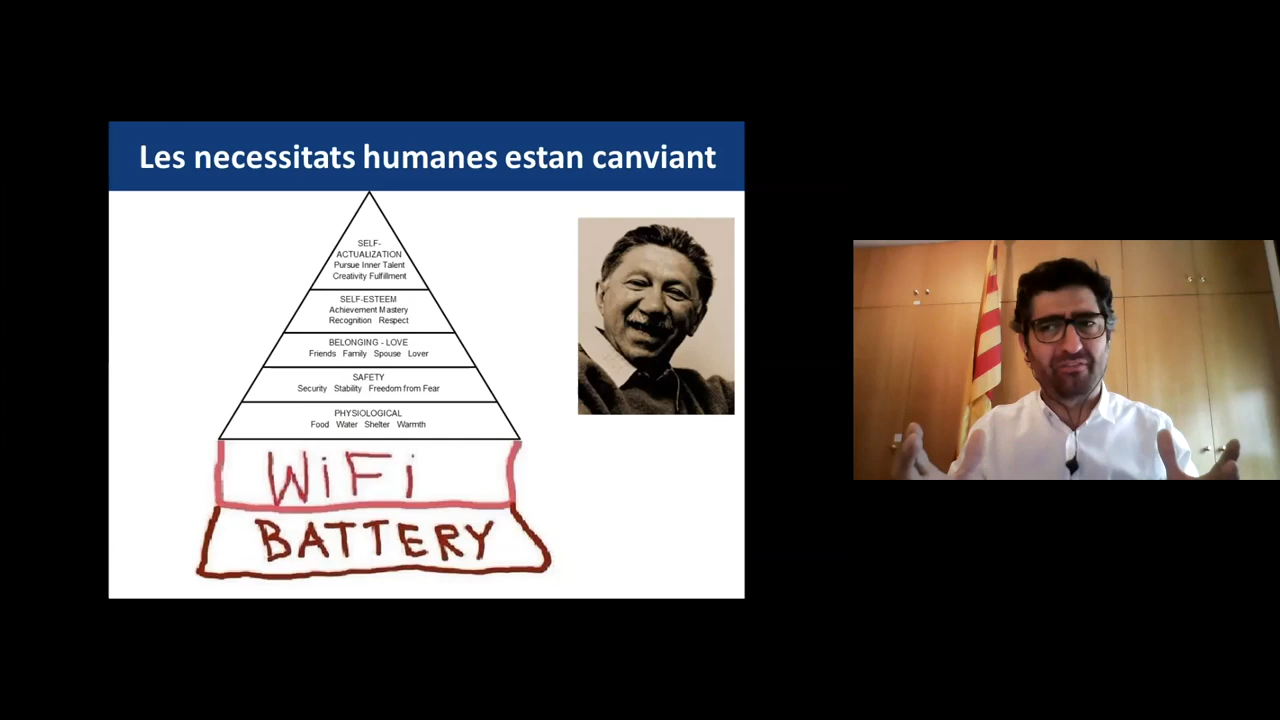 Les necessitats humanes estan canviant
SELF-
ACTUALIZATION
Pursue Inner Talent
Creativity Fulfillment
SELF-ESTEEM
Achievement Mastery
Recognition Respect
BELONGING - LOVE
Friends Family Spouse Lover
SAFETY
Security Stability Freedom from Fear
PHYSIOLOGICAL
Food Water Shelter Warmth
WiFi
BATTERY